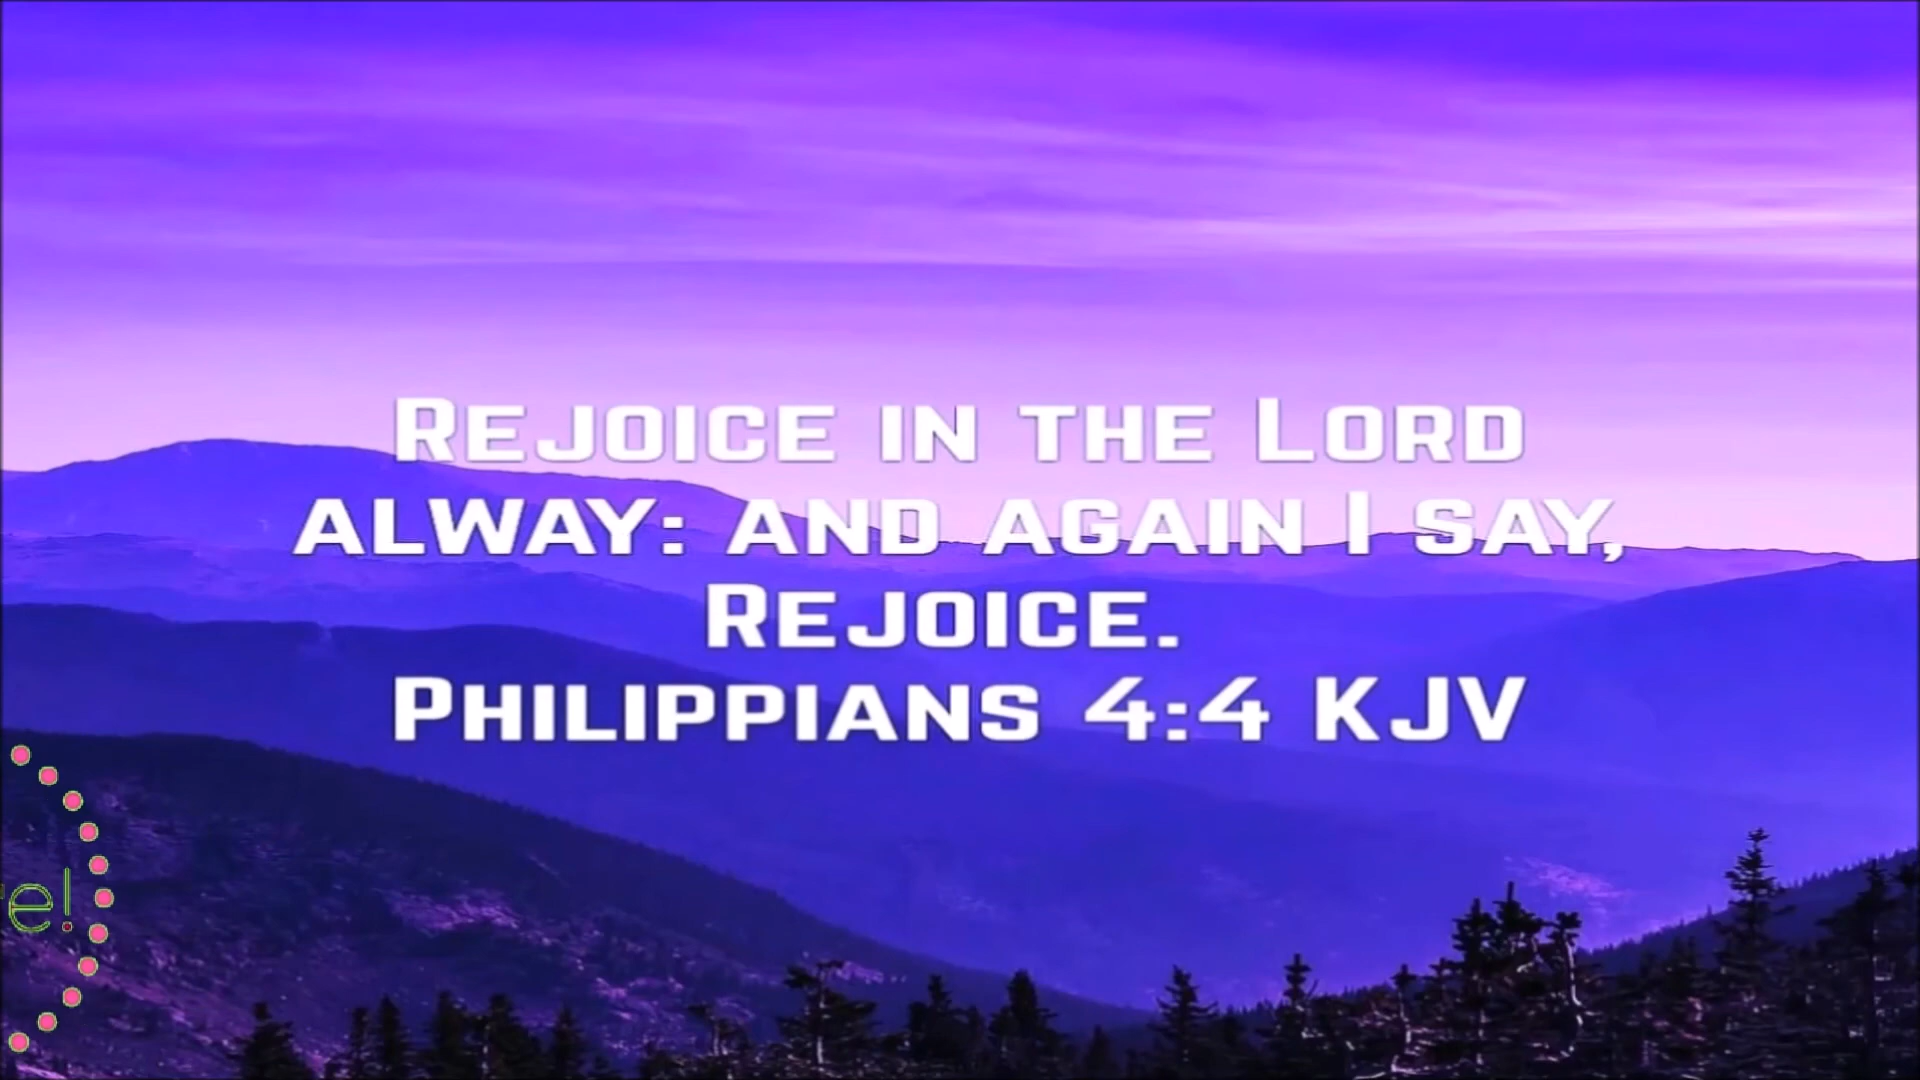 Rejoice in the Lord
alway: and again I say,
Rejoice.
Philippians 4:4 KJV
e!